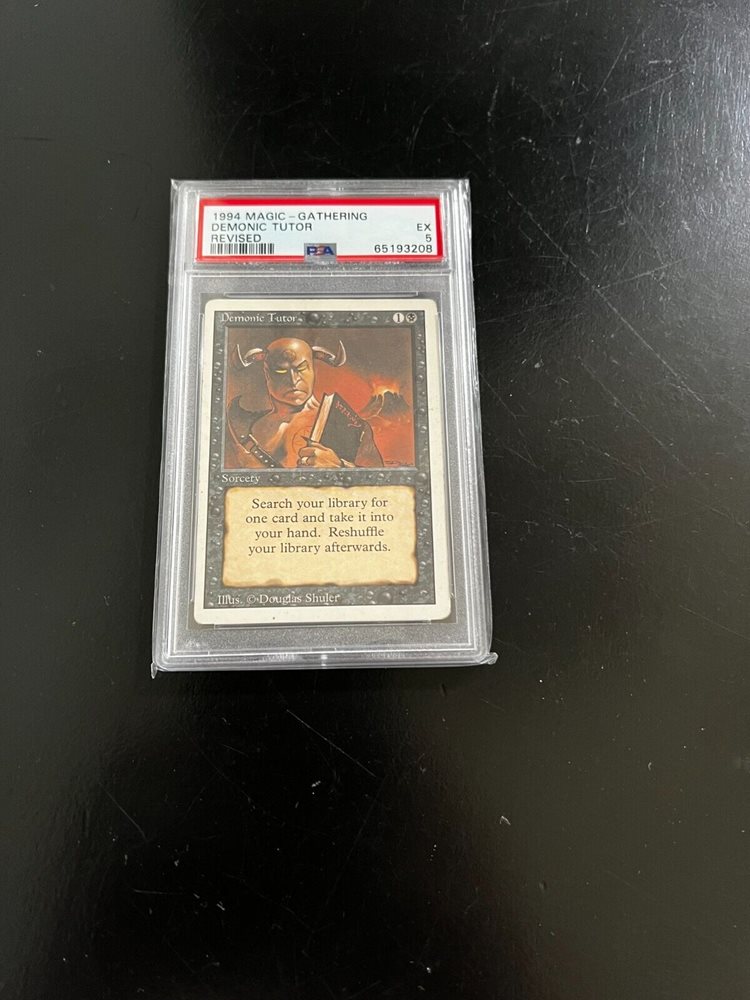 1994 MAGIC - GATHERING
DEMONIC TUTOR EX
REVISED 5
PSA 65193208
Demonic Tutor 1
Sorcery
Search your library for
one card and take it into
your hand. Reshuffle
your library afterwards.
Illus. © Douglas Shuler